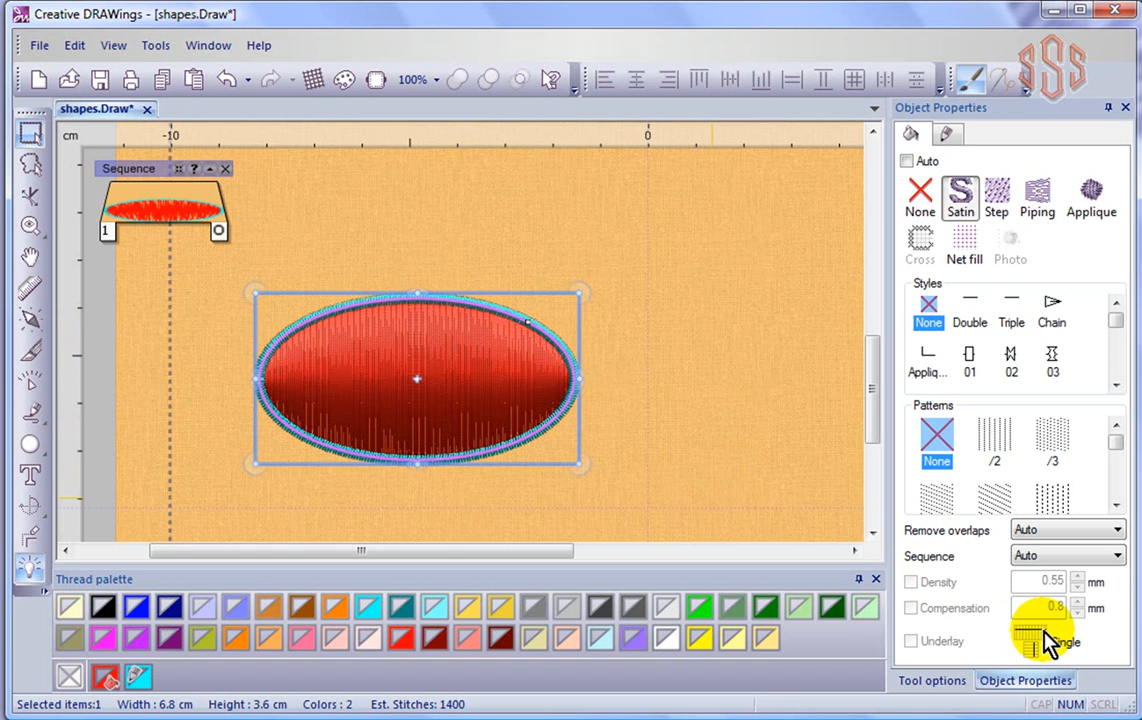 Creative DRAWings - [shapes.Draw*]
File Edit View Tools Window Help
100%
SSS
shapes.Draw*
Object Properties
cm -10 0
Sequence
1
Auto
None Satin Step Piping Applique
Cross Net fill Photo
Styles
None Double Triple Chain
Appliq... 01 02 03
Patterns
None /2 /3
Remove overlaps Auto
Sequence Auto
Density 0.55 mm
Compensation 0.8 mm
Underlay Single
Thread palette
Tool options Object Properties
Selected items:1 Width : 6.8 cm Height : 3.6 cm Colors : 2 Est. Stitches: 1400 CAP NUM SCRL